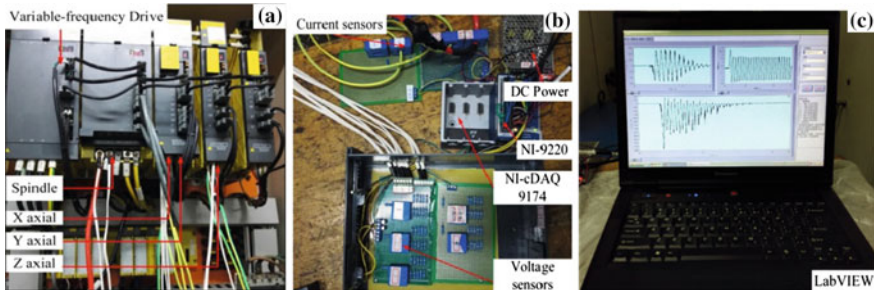 Variable-frequency Drive
(a)
Spindle
X axial
Y axial
Z axial
Current sensors
(b)
DC Power
NI-9220
NI-cDAQ
9174
Voltage
sensors
(c)
LabVIEW